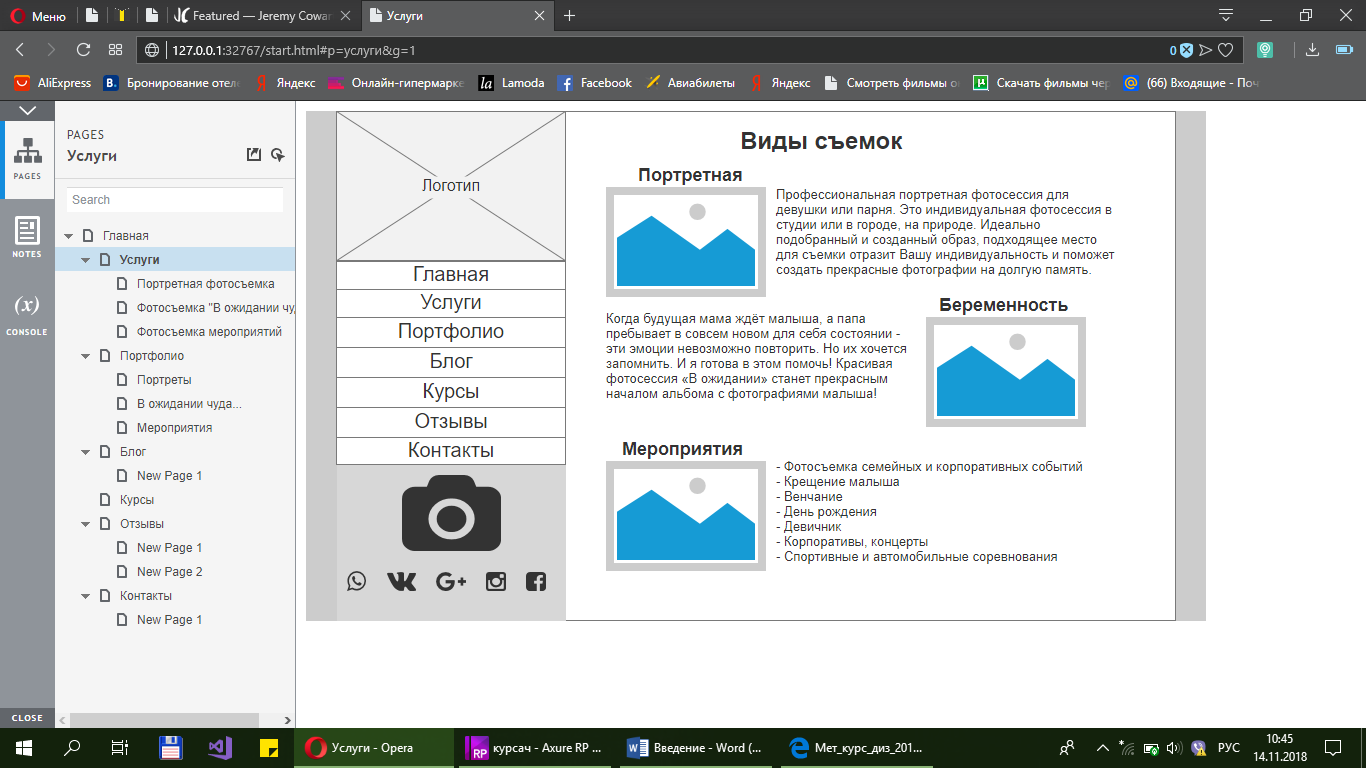 Меню
Featured — Jeremy Cowar
Услуги
127.0.0.1:32767/start.html#p=услуги&g=1
0
AliExpress
B. Бронирование отеле
Яндекс
Онлайн-гипермарке
la Lamoda
Facebook
Авиабилеты
Яндекс
Смотреть фильмы о
Скачать фильмы чер
(66) Входящие - Поч
PAGES
NOTES
(x)
CONSOLE
CLOSE
PAGES
Услуги
Search
Главная
Услуги
Портретная фотосъемка
Фотосъемка "В ожидании чу
Фотосъемка мероприятий
Портфолио
Портреты
В ожидании чуда...
Мероприятия
Блог
New Page 1
Курсы
Отзывы
New Page 1
New Page 2
Контакты
New Page 1
Логотип
Главная
Услуги
Портфолио
Блог
Курсы
Отзывы
Контакты
Виды съемок
Портретная
Профессиональная портретная фотосессия для
девушки или парня. Это индивидуальная фотосессия в
студии или в городе, на природе. Идеально
подобранный и созданный образ, подходящее место
для съемки отразит Вашу индивидуальность и поможет
создать прекрасные фотографии на долгую память.
Беременность
Когда будущая мама ждёт малыша, а папа
пребывает в совсем новом для себя состоянии -
эти эмоции невозможно повторить. Но их хочется
запомнить. И я готова в этом помочь! Красивая
фотосессия «В ожидании» станет прекрасным
началом альбома с фотографиями малыша!
Мероприятия
- Фотосъемка семейных и корпоративных событий
- Крещение малыша
- Венчание
- День рождения
- Девичник
- Корпоративы, концерты
- Спортивные и автомобильные соревнования
Услуги - Opera
RP курсач - Axure RP ...
Введение - Word (...
Мет_курс_диз_201...
РУС
10:45
14.11.2018